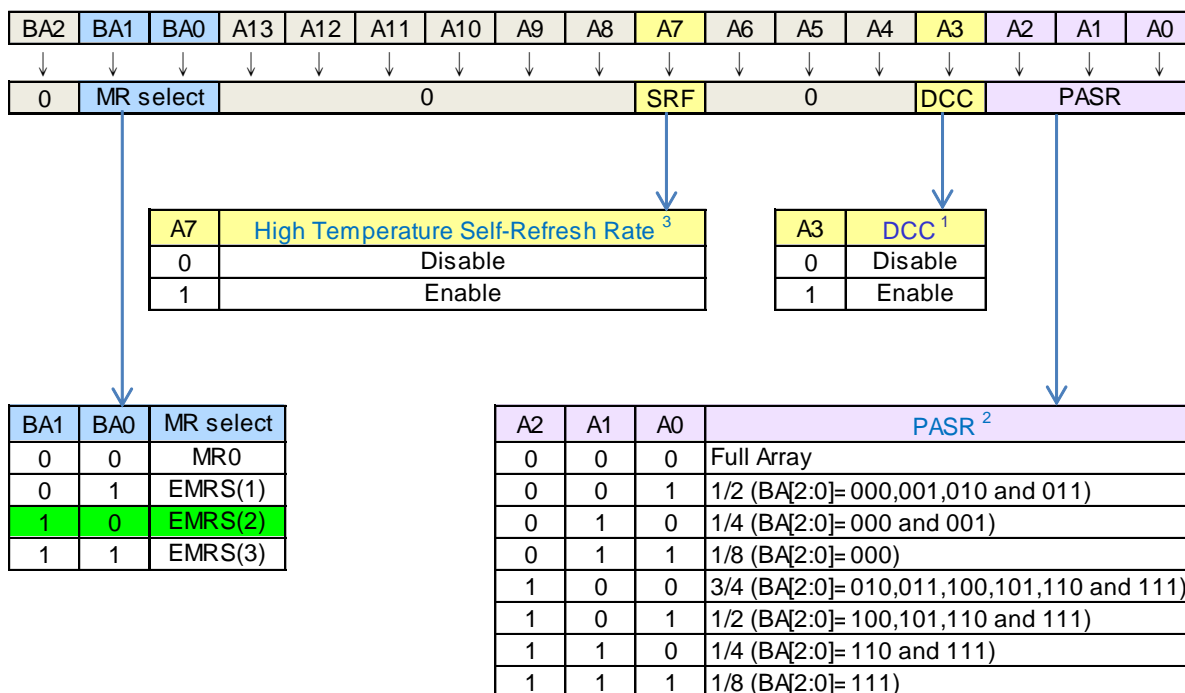 BA2 BA1 BA0 A13 A12 A11 A10 A9 A8 A7 A6 A5 A4 A3 A2 A1 A0
0 MR select 0 SRF 0 DCC PASR
A7 High Temperature Self-Refresh Rate 3
0 Disable
1 Enable
A3 DCC 1
0 Disable
1 Enable
BA1 BA0 MR select
0 0 MR0
0 1 EMRS(1)
1 0 EMRS(2)
1 1 EMRS(3)
A2 A1 A0 PASR 2
0 0 0 Full Array
0 0 1 1/2 (BA[2:0]=000,001,010 and 011)
0 1 0 1/4 (BA[2:0]=000 and 001)
0 1 1 1/8 (BA[2:0]=000)
1 0 0 3/4 (BA[2:0]=010,011,100,101,110 and 111)
1 0 1 1/2 (BA[2:0]=100,101,110 and 111)
1 1 0 1/4 (BA[2:0]=110 and 111)
1 1 1 1/8 (BA[2:0]=111)